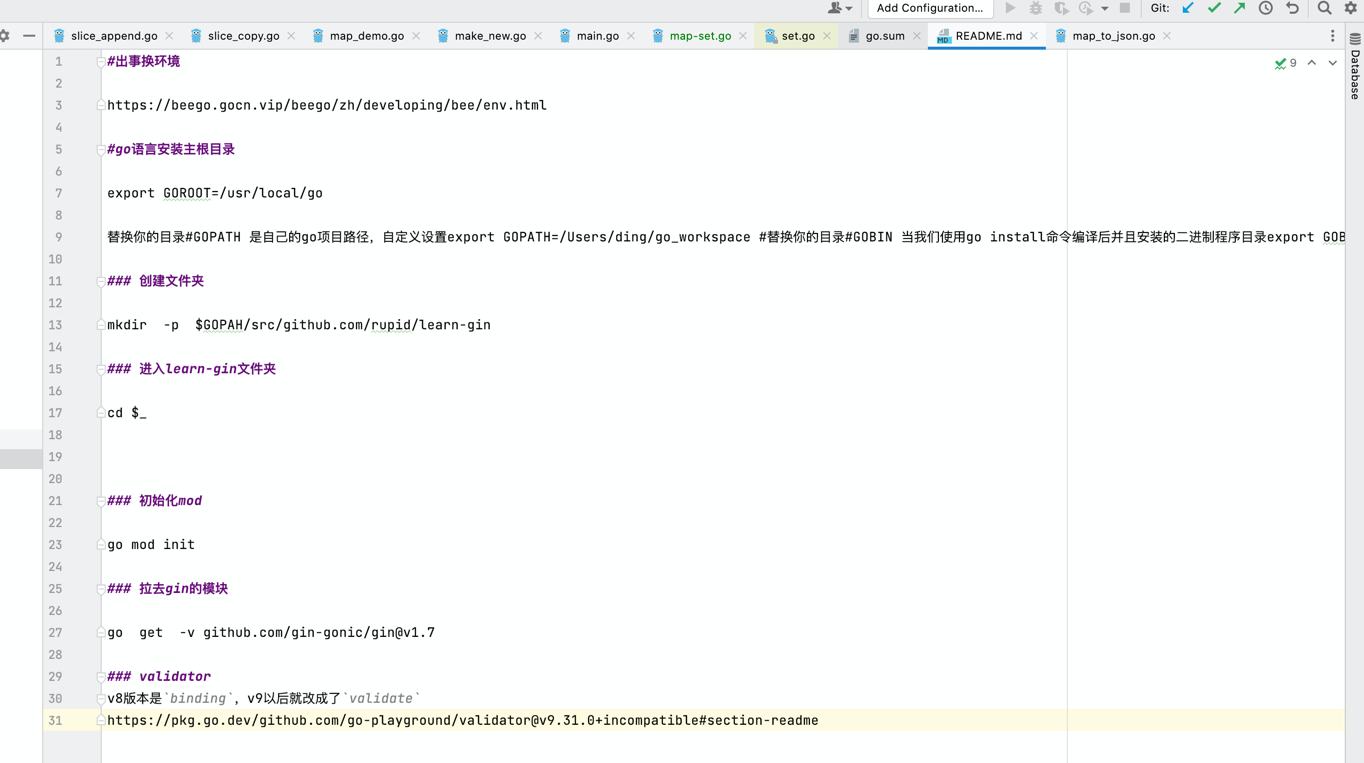 Add Configuration...
Git:
slice_append.go
slice_copy.go
map_demo.go
make_new.go
main.go
map-set.go
set.go
go.sum
README.md
map_to_json.go
Database
9
1 #出事换环境
2
3 https://beego.gocn.vip/beego/zh/developing/bee/env.html
4
5 #go语言安装主根目录
6
7 export GOROOT=/usr/local/go
8
9 替换你的目录#GOPATH 是自己的go项目路径，自定义设置export GOPATH=/Users/ding/go_workspace #替换你的目录#GOBIN 当我们使用go install命令编译后并且安装的二进制程序目录export GOB
10
11 ### 创建文件夹
12
13 mkdir  -p  $GOPAH/src/github.com/rupid/learn-gin
14
15 ### 进入learn-gin文件夹
16
17 cd $_
18
19
20
21 ### 初始化mod
22
23 go mod init
24
25 ### 拉去gin的模块
26
27 go  get  -v github.com/gin-gonic/gin@v1.7
28
29 ### validator
30 v8版本是`binding`，v9以后就改成了`validate`
31 https://pkg.go.dev/github.com/go-playground/validator@v9.31.0+incompatible#section-readme